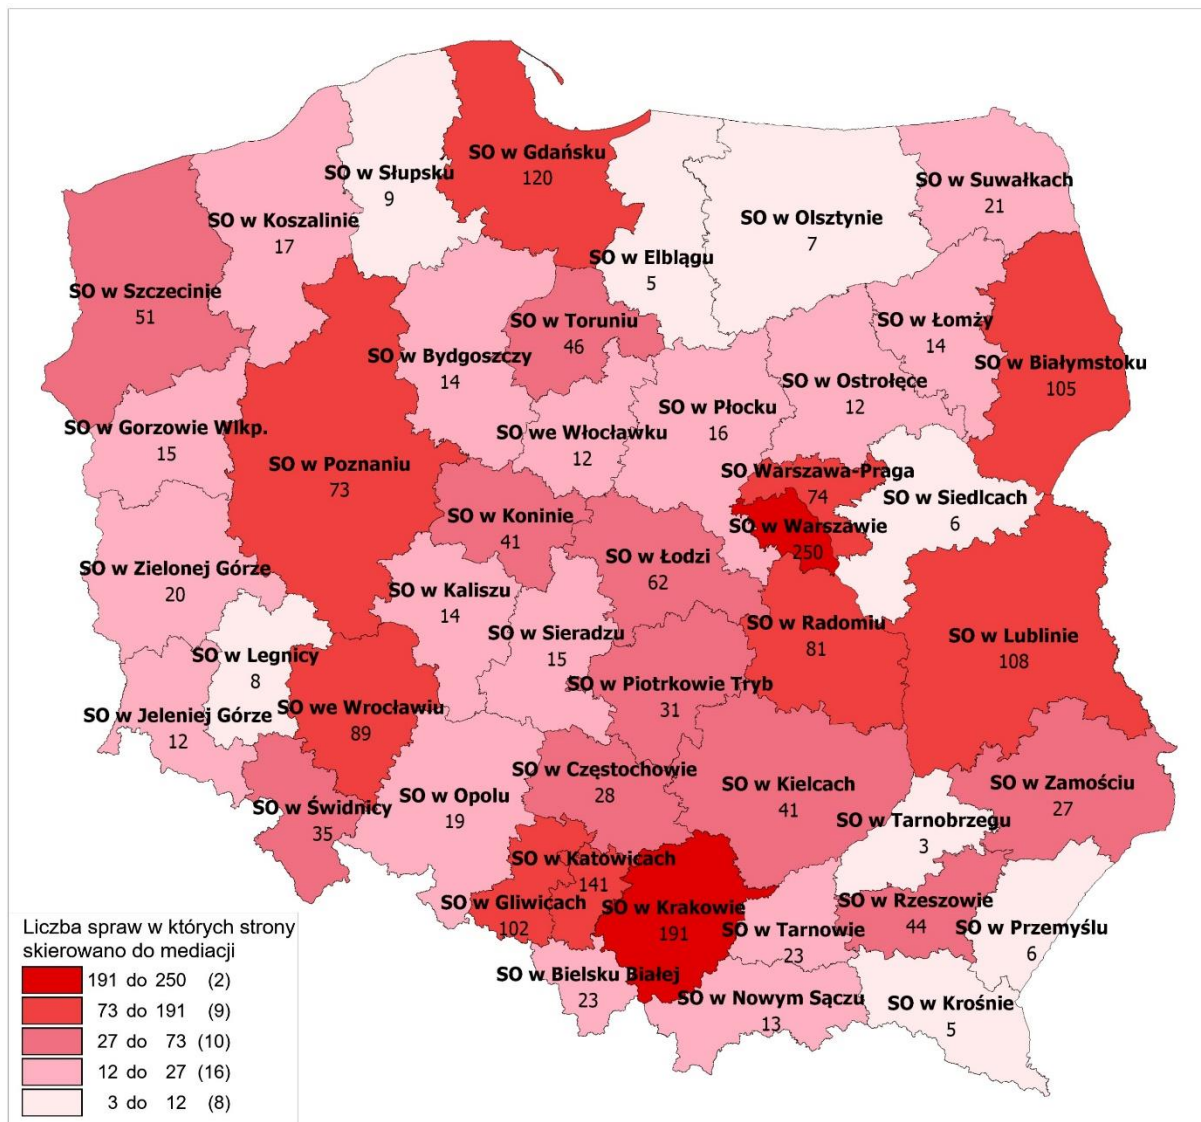 SO w Gdańsku
120
SO w Słupsku
9
SO w Suwałkach
21
SO w Koszalinie
17
SO w Olsztynie
7
SO w Elblągu
5
SO w Szczecinie
51
SO w Toruniu
46
SO w Łomży
14
SO w Bydgoszczy
14
SO w Białymstoku
105
SO w Ostrołęce
12
SO w Płocku
16
SO w Gorzowie Wlkp.
15
SO we Włocławku
12
SO w Poznaniu
73
SO Warszawa-Praga
74
SO w Siedlcach
6
SO w Koninie
41
SO w Warszawie
250
SO w Łodzi
62
SO w Zielonej Górze
20
SO w Kaliszu
14
SO w Radomiu
81
SO w Sieradzu
15
SO w Lublinie
108
SO w Legnicy
8
SO w Piotrkowie Tryb
31
SO we Wrocławiu
89
SO w Jeleniej Górze
12
SO w Częstochowie
28
SO w Kielcach
41
SO w Zamościu
27
SO w Opolu
19
SO w Świdnicy
35
SO w Tarnobrzegu
3
SO w Katowicach
141
SO w Gliwicach
102
SO w Krakowie
191
SO w Rzeszowie
44
SO w Tarnowie
23
SO w Przemyślu
6
SO w Bielsku Białej
23
SO w Nowym Sączu
13
SO w Krośnie
5
Liczba spraw w których strony
skierowano do mediacji
191 do 250 (2)
73 do 191 (9)
27 do 73 (10)
12 do 27 (16)
3 do 12 (8)